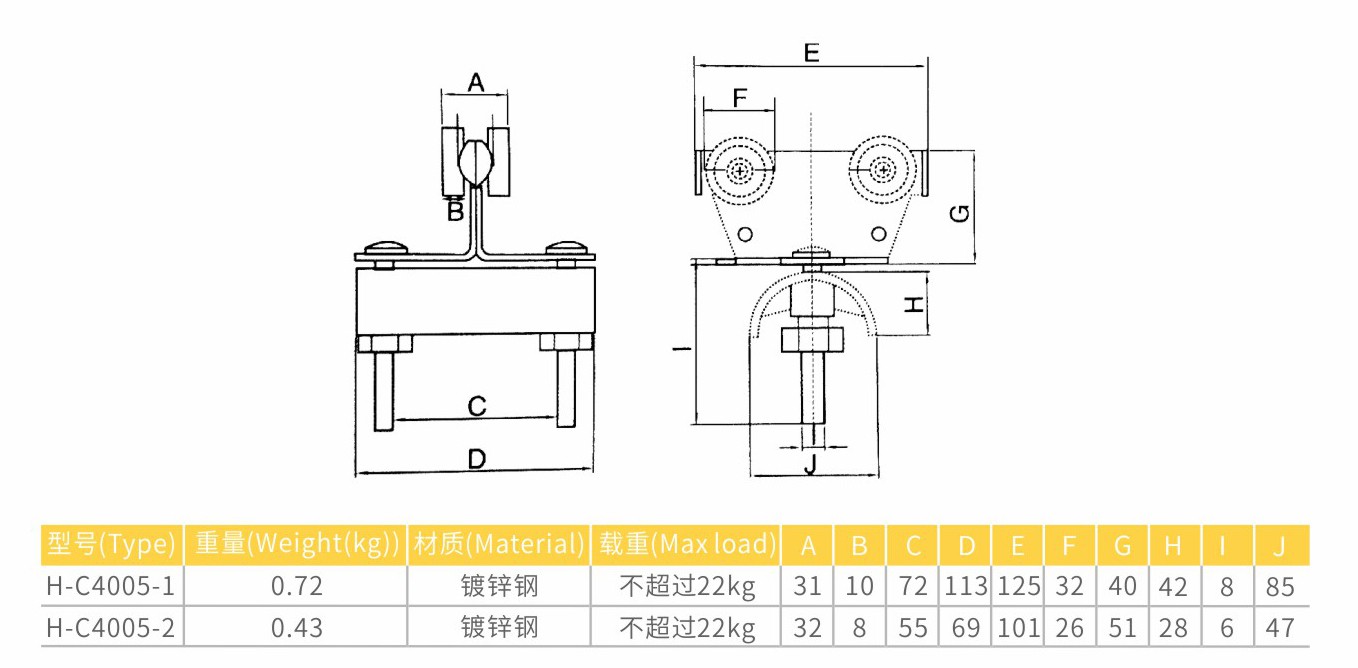 E
A
F
B
G
H
I
C
I
D
J
型号(Type) 重量(Weight(kg)) 材质(Material) 载重(Max load) A B C D E F G H I J
H-C4005-1 0.72 镀锌钢 不超过22kg 31 10 72 113 125 32 40 42 8 85
H-C4005-2 0.43 镀锌钢 不超过22kg 32 8 55 69 101 26 51 28 6 47